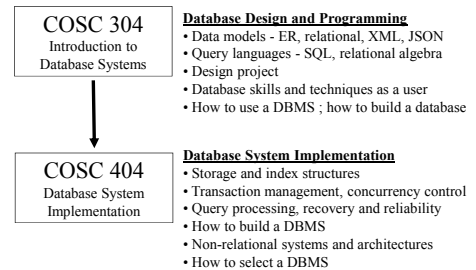 COSC 304
Introduction to
Database Systems
Database Design and Programming
• Data models - ER, relational, XML, JSON
• Query languages - SQL, relational algebra
• Design project
• Database skills and techniques as a user
• How to use a DBMS ; how to build a database
COSC 404
Database System
Implementation
Database System Implementation
• Storage and index structures
• Transaction management, concurrency control
• Query processing, recovery and reliability
• How to build a DBMS
• Non-relational systems and architectures
• How to select a DBMS